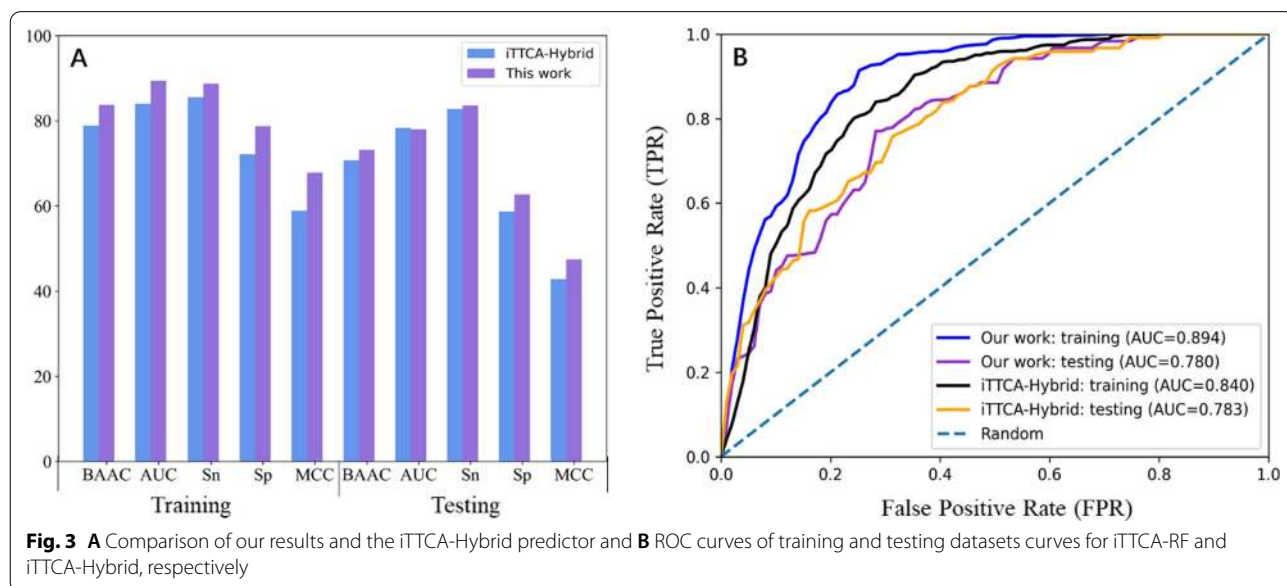 A
100
80
60
40
20
0
iTTCA-Hybrid
This work
BAAC AUC Sn Sp MCC BAAC AUC Sn Sp MCC
Training Testing
B
True Positive Rate (TPR)
1.0
0.8
0.6
0.4
0.2
0.0
Our work: training (AUC=0.894)
Our work: testing (AUC=0.780)
iTTCA-Hybrid: training (AUC=0.840)
iTTCA-Hybrid: testing (AUC=0.783)
Random
0.0 0.2 0.4 0.6 0.8 1.0
False Positive Rate (FPR)
Fig. 3 A Comparison of our results and the iTTCA-Hybrid predictor and B ROC curves of training and testing datasets curves for iTTCA-RF and
iTTCA-Hybrid, respectively